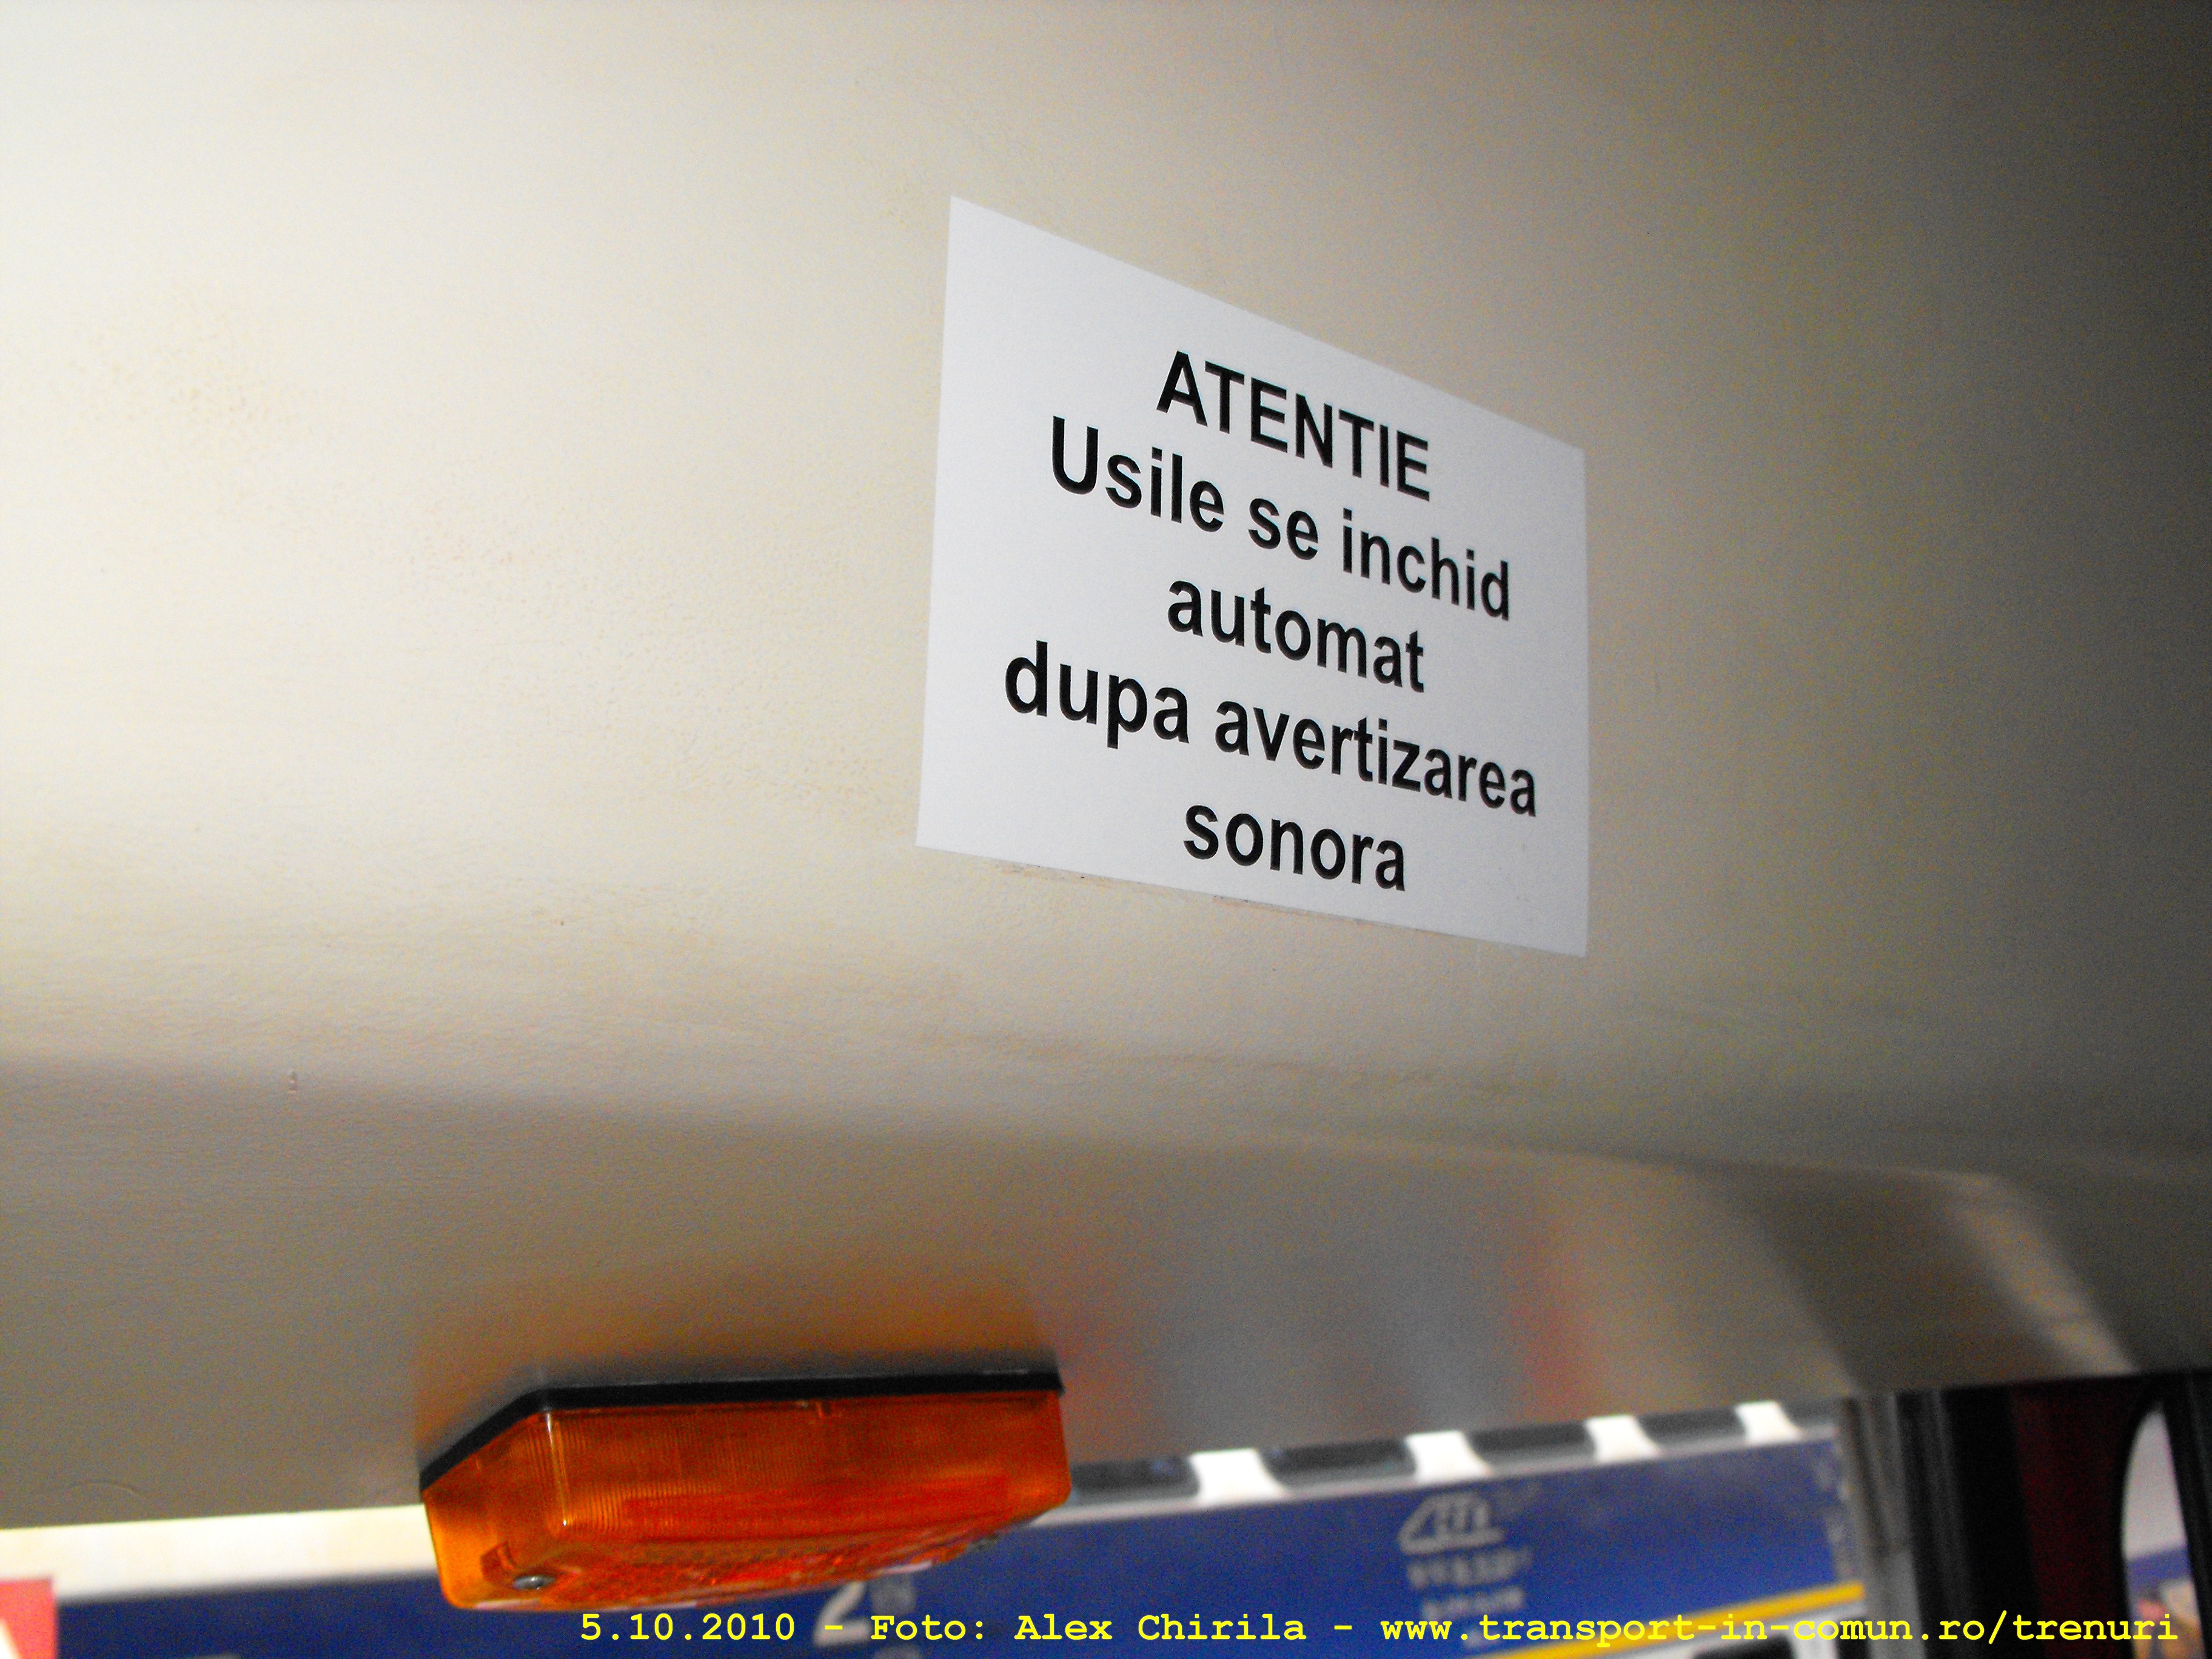 ATENTIE
Usile se inchid
automat
dupa avertizarea
sonora
2
5.10.2010 - Foto: Alex Chirila - www.transport-in-comun.ro/trenuri